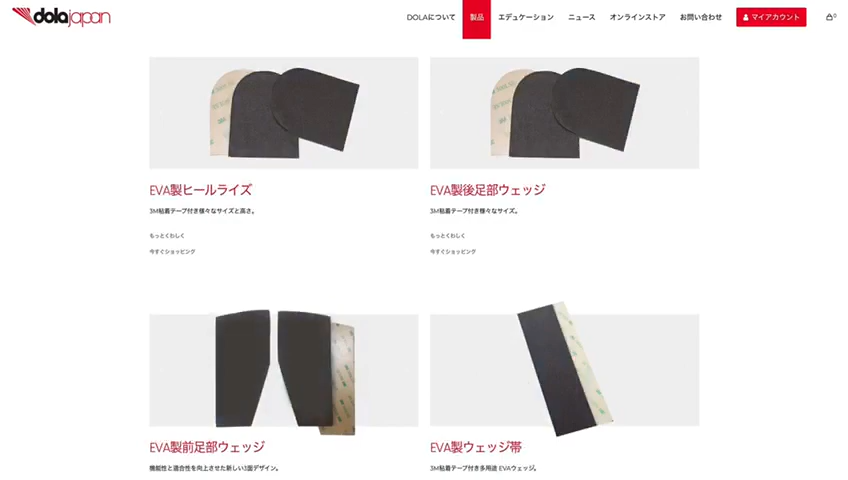 dolajapan
DOLAについて 製品 エデュケーション ニュース オンラインストア お問い合わせ マイアカウント 0
EVA製ヒールライズ
3M粘着テープ付き様々なサイズと高さ。
もっとくわしく
今すぐショッピング
EVA製後足部ウェッジ
3M粘着テープ付き様々なサイズ。
もっとくわしく
今すぐショッピング
EVA製前足部ウェッジ
機能性と適合性を向上させた新しい3面デザイン。
EVA製ウェッジ帯
3M粘着テープ付き多用途 EVAウェッジ。